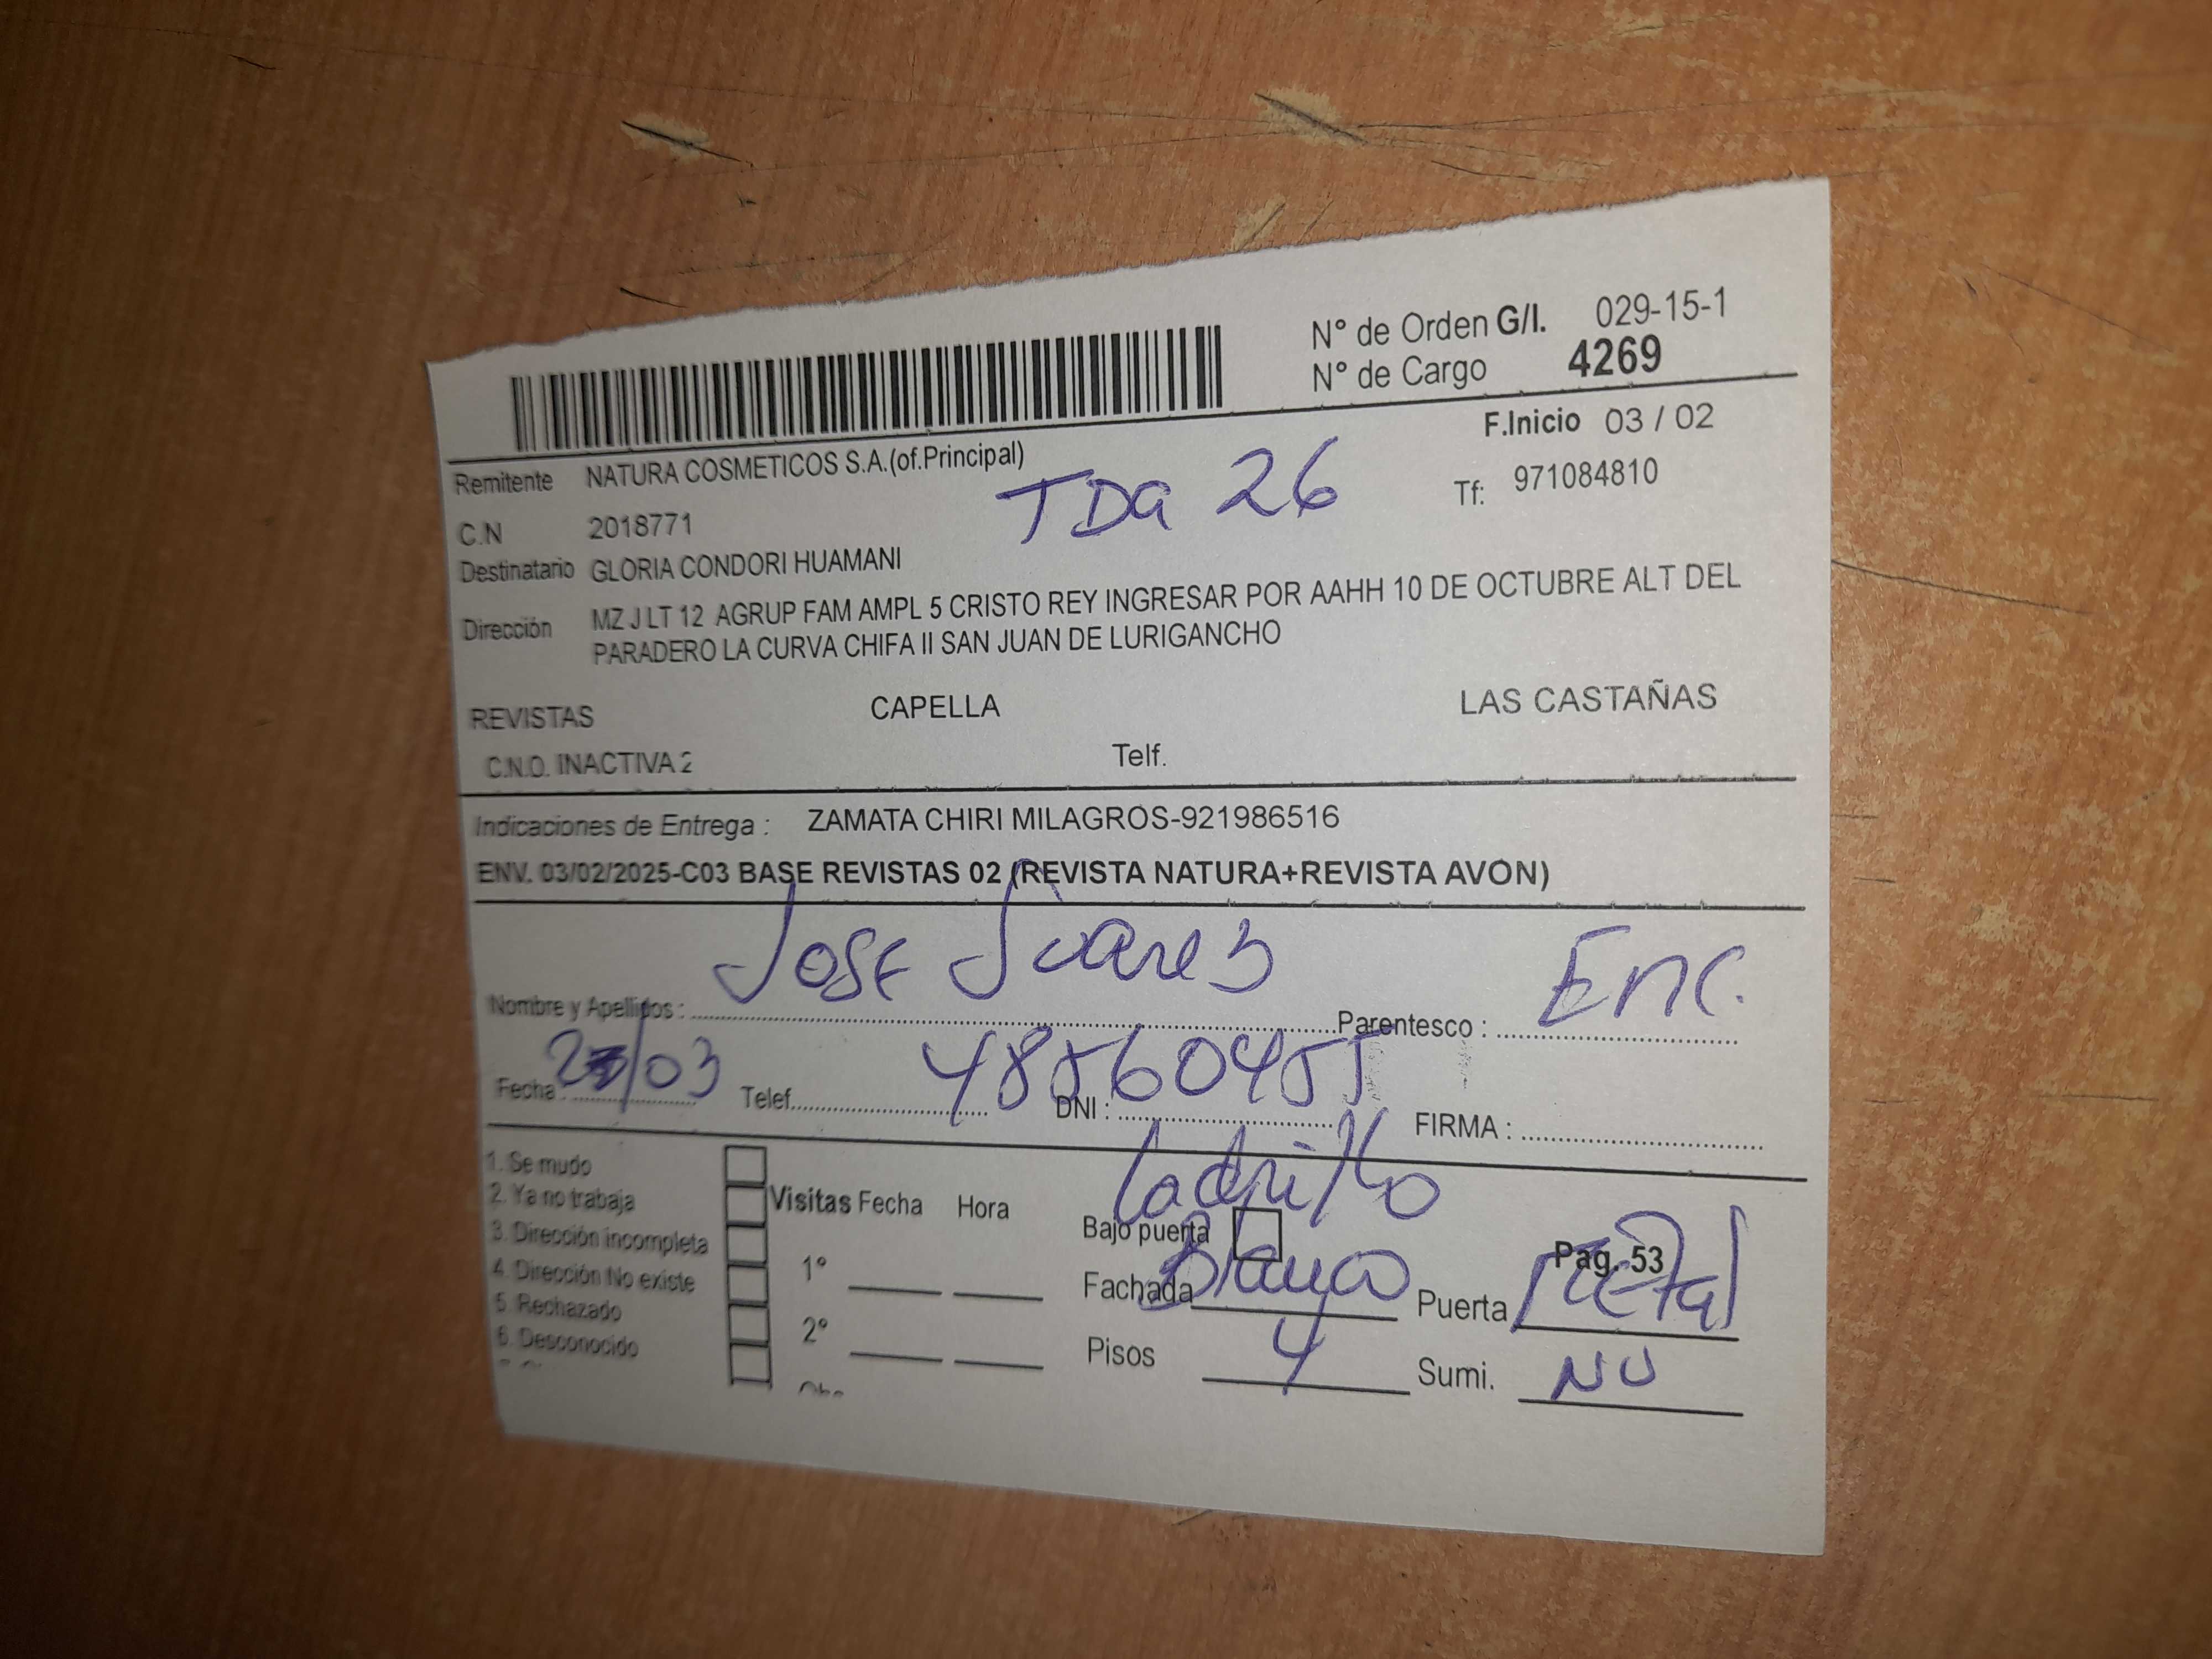 N° de Orden G/I. 029-15-1
N° de Cargo 4269
F.Inicio 03 / 02
Remitente NATURA COSMETICOS S.A.(of.Principal)
TDa 26
Tf: 971084810
C.N 2018771
Destinatario GLORIA CONDORI HUAMANI
Dirección MZ J LT 12 AGRUP FAM AMPL 5 CRISTO REY INGRESAR POR AAHH 10 DE OCTUBRE ALT DEL
PARADERO LA CURVA CHIFA II SAN JUAN DE LURIGANCHO
REVISTAS CAPELLA LAS CASTAÑAS
C.N.O. INACTIVA 2 Telf.
Indicaciones de Entrega : ZAMATA CHIRI MILAGROS-921986516
ENV. 03/02/2025-C03 BASE REVISTAS 02 (REVISTA NATURA+REVISTA AVON)
Jose Suarez Enc.
Nombre y Apellidos : Parentesco :
/03 48560455
Fecha : Telef. DNI : FIRMA :
ladrillo
1. Se mudo
2. Ya no trabaja
3. Dirección incompleta
4. Dirección No existe
5. Rechazado
6. Desconocido
Visitas Fecha Hora
1°
2°
Bajo puerta Pag. 53
Fachada Blanco Puerta Metal
Pisos 4 Sumi. NO